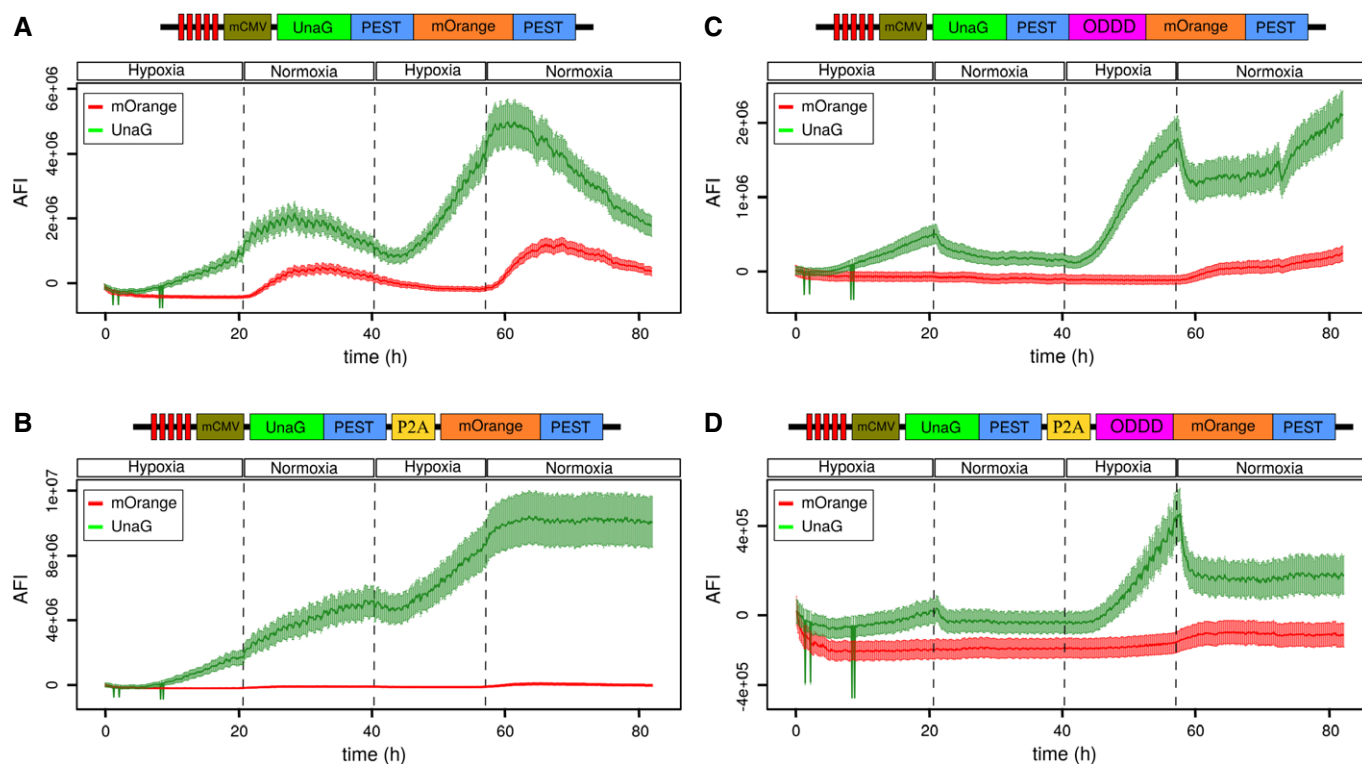 A
mCMV UnaG PEST mOrange PEST
Hypoxia Normoxia Hypoxia Normoxia
mOrange
UnaG
AFI
0 2e+06 4e+06 6e+06
0 20 40 60 80
time (h)
B
mCMV UnaG PEST P2A mOrange PEST
Hypoxia Normoxia Hypoxia Normoxia
mOrange
UnaG
AFI
0 4e+06 8e+06 1e+07
0 20 40 60 80
time (h)
C
mCMV UnaG PEST ODDD mOrange PEST
Hypoxia Normoxia Hypoxia Normoxia
mOrange
UnaG
AFI
0 1e+06 2e+06
0 20 40 60 80
time (h)
D
mCMV UnaG PEST P2A ODDD mOrange PEST
Hypoxia Normoxia Hypoxia Normoxia
mOrange
UnaG
AFI
-4e+05 0 4e+05
0 20 40 60 80
time (h)